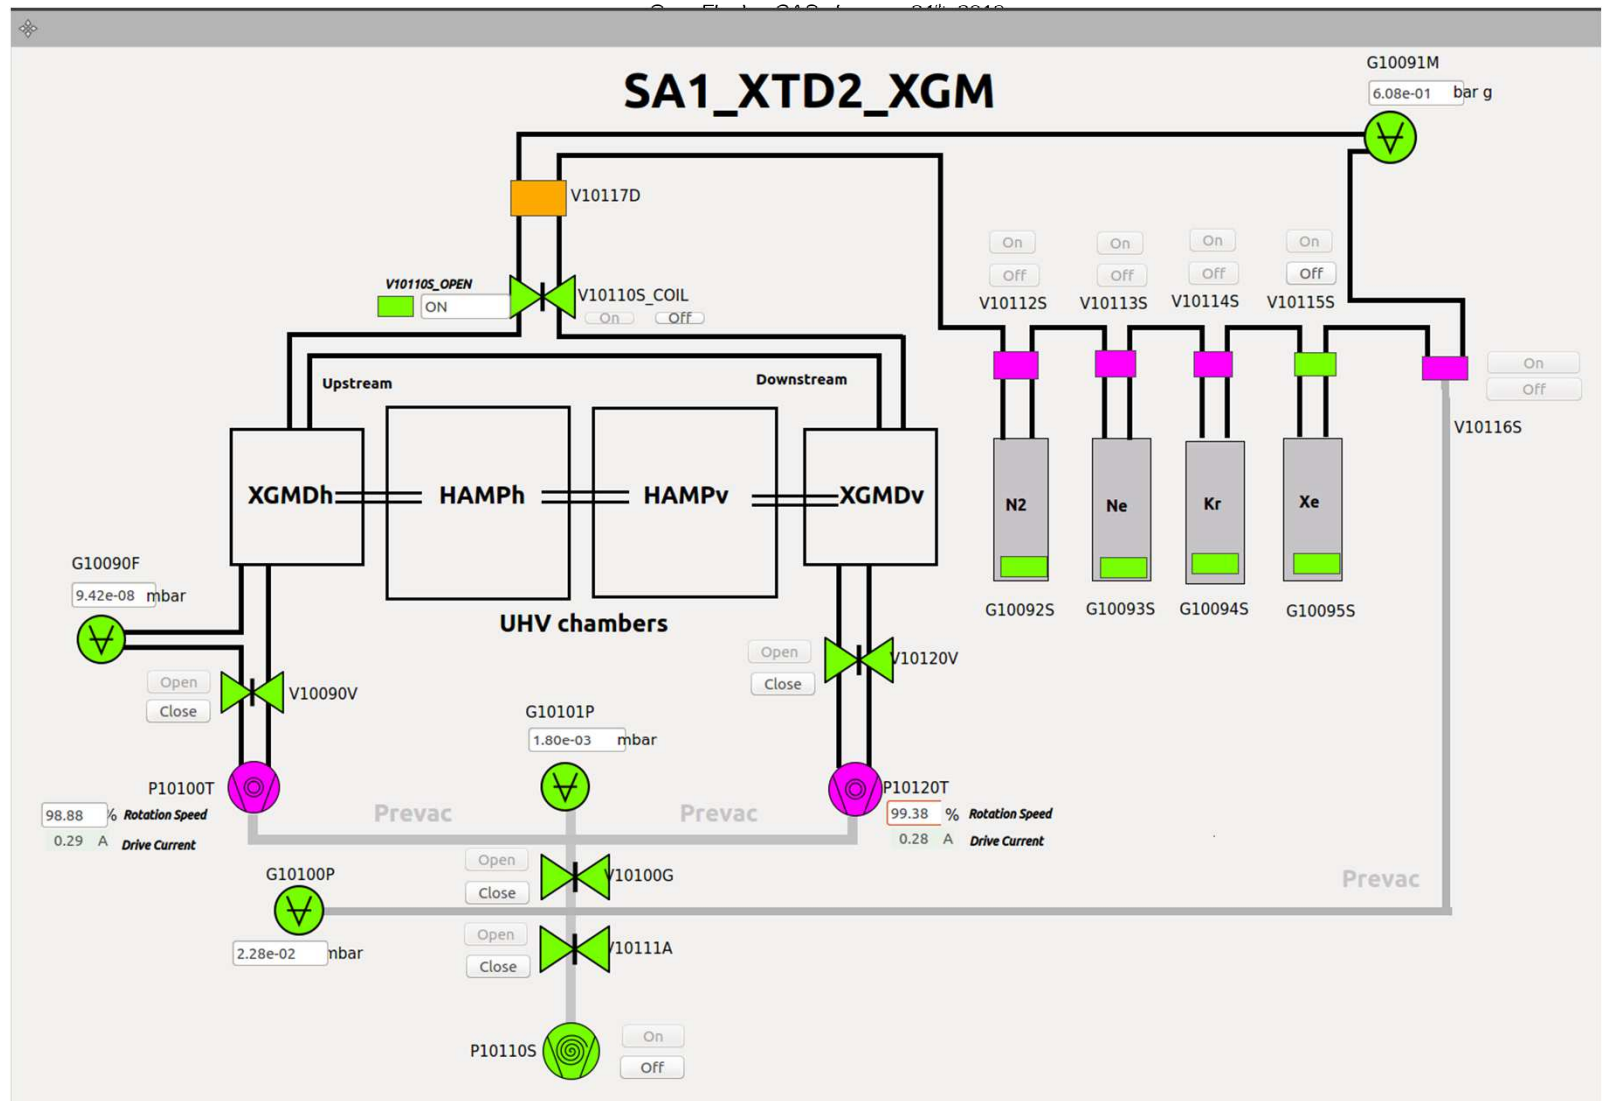 SA1_XTD2_XGM
G10091M
6.08e-01 bar g
V10117D
V10110S_OPEN
ON
V10110S_COIL
On Off
On On On On
Off Off Off Off
V10112S V10113S V10114S V10115S
On
Off
V10116S
Upstream
Downstream
XGMDh HAMPh HAMPv XGMDv
N2 Ne Kr Xe
G10092S G10093S G10094S G10095S
UHV chambers
G10090F
9.42e-08 mbar
Open
Close
V10090V
Open
Close
V10120V
G10101P
1.80e-03 mbar
P10100T
98.88 % Rotation Speed
0.29 A Drive Current
Prevac Prevac
P10120T
99.38 % Rotation Speed
0.28 A Drive Current
Open
Close
V10100G
G10100P
2.28e-02 mbar
Prevac
Open
Close
V10111A
P10110S
On
Off